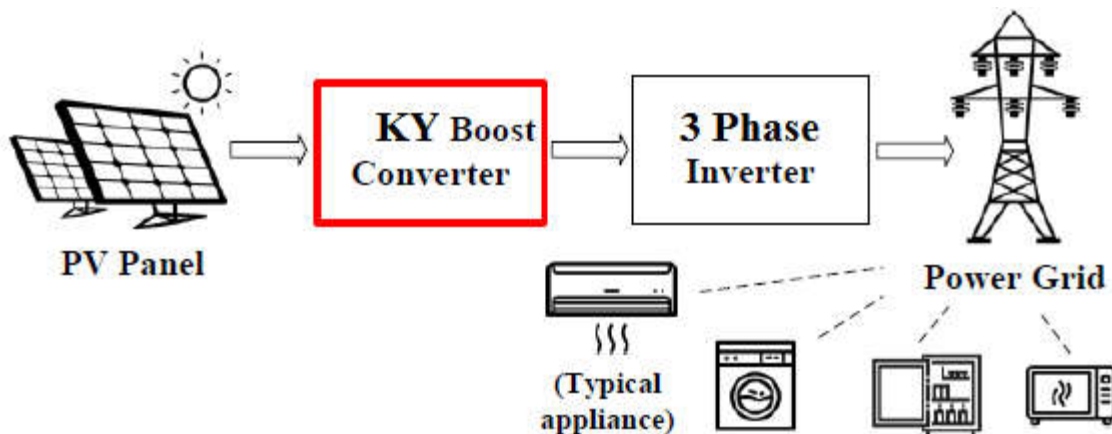 KY Boost
Converter
3 Phase
Inverter
PV Panel
Power Grid
(Typical
appliance)